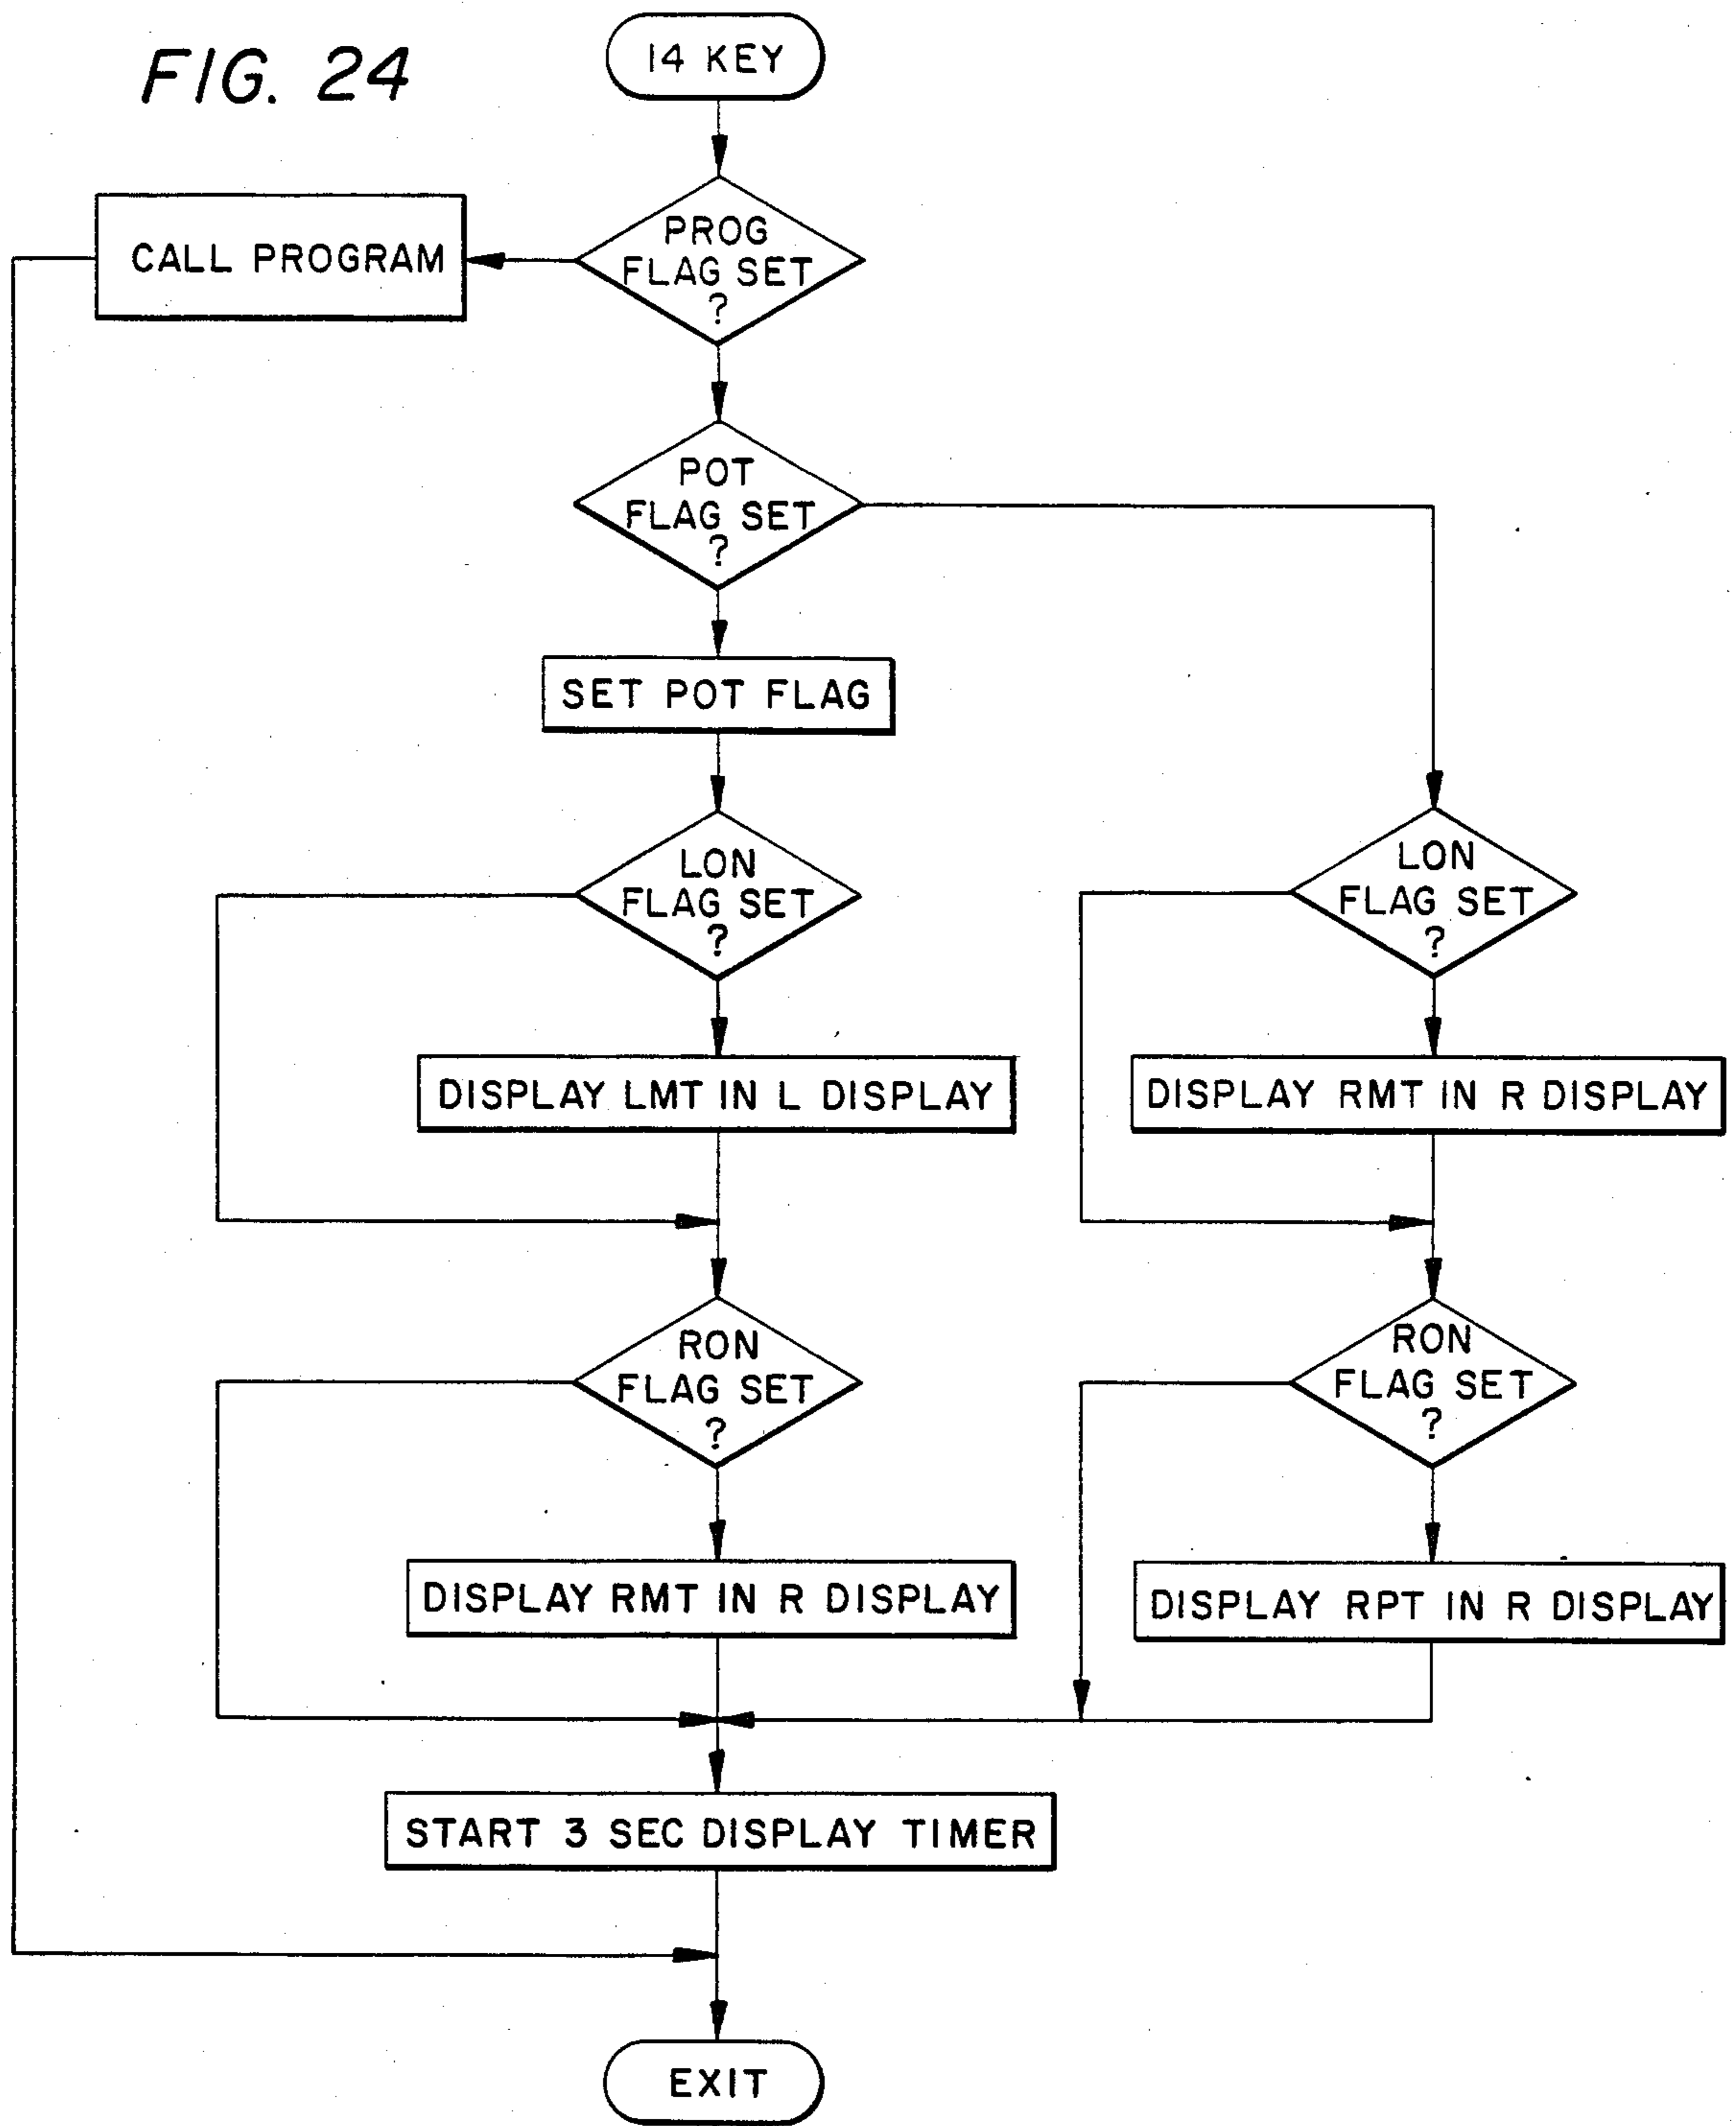 FIG. 24
14 KEY
PROG
FLAG SET
?
CALL PROGRAM
POT
FLAG SET
?
SET POT FLAG
LON
FLAG SET
?
LON
FLAG SET
?
DISPLAY LMT IN L DISPLAY
DISPLAY RMT IN R DISPLAY
RON
FLAG SET
?
RON
FLAG SET
?
DISPLAY RMT IN R DISPLAY
DISPLAY RPT IN R DISPLAY
START 3 SEC DISPLAY TIMER
EXIT